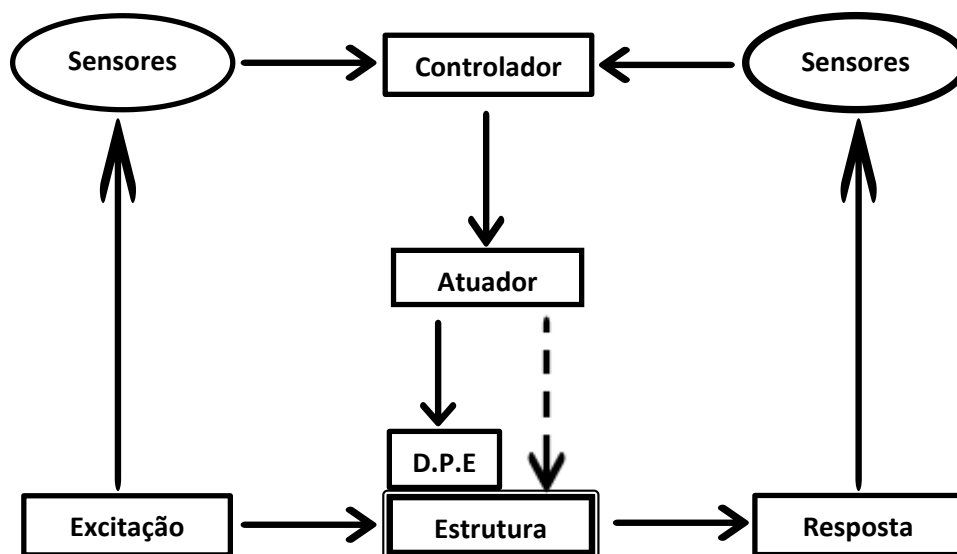 Sensores
Controlador
Sensores
Atuador
D.P.E
Excitação
Estrutura
Resposta